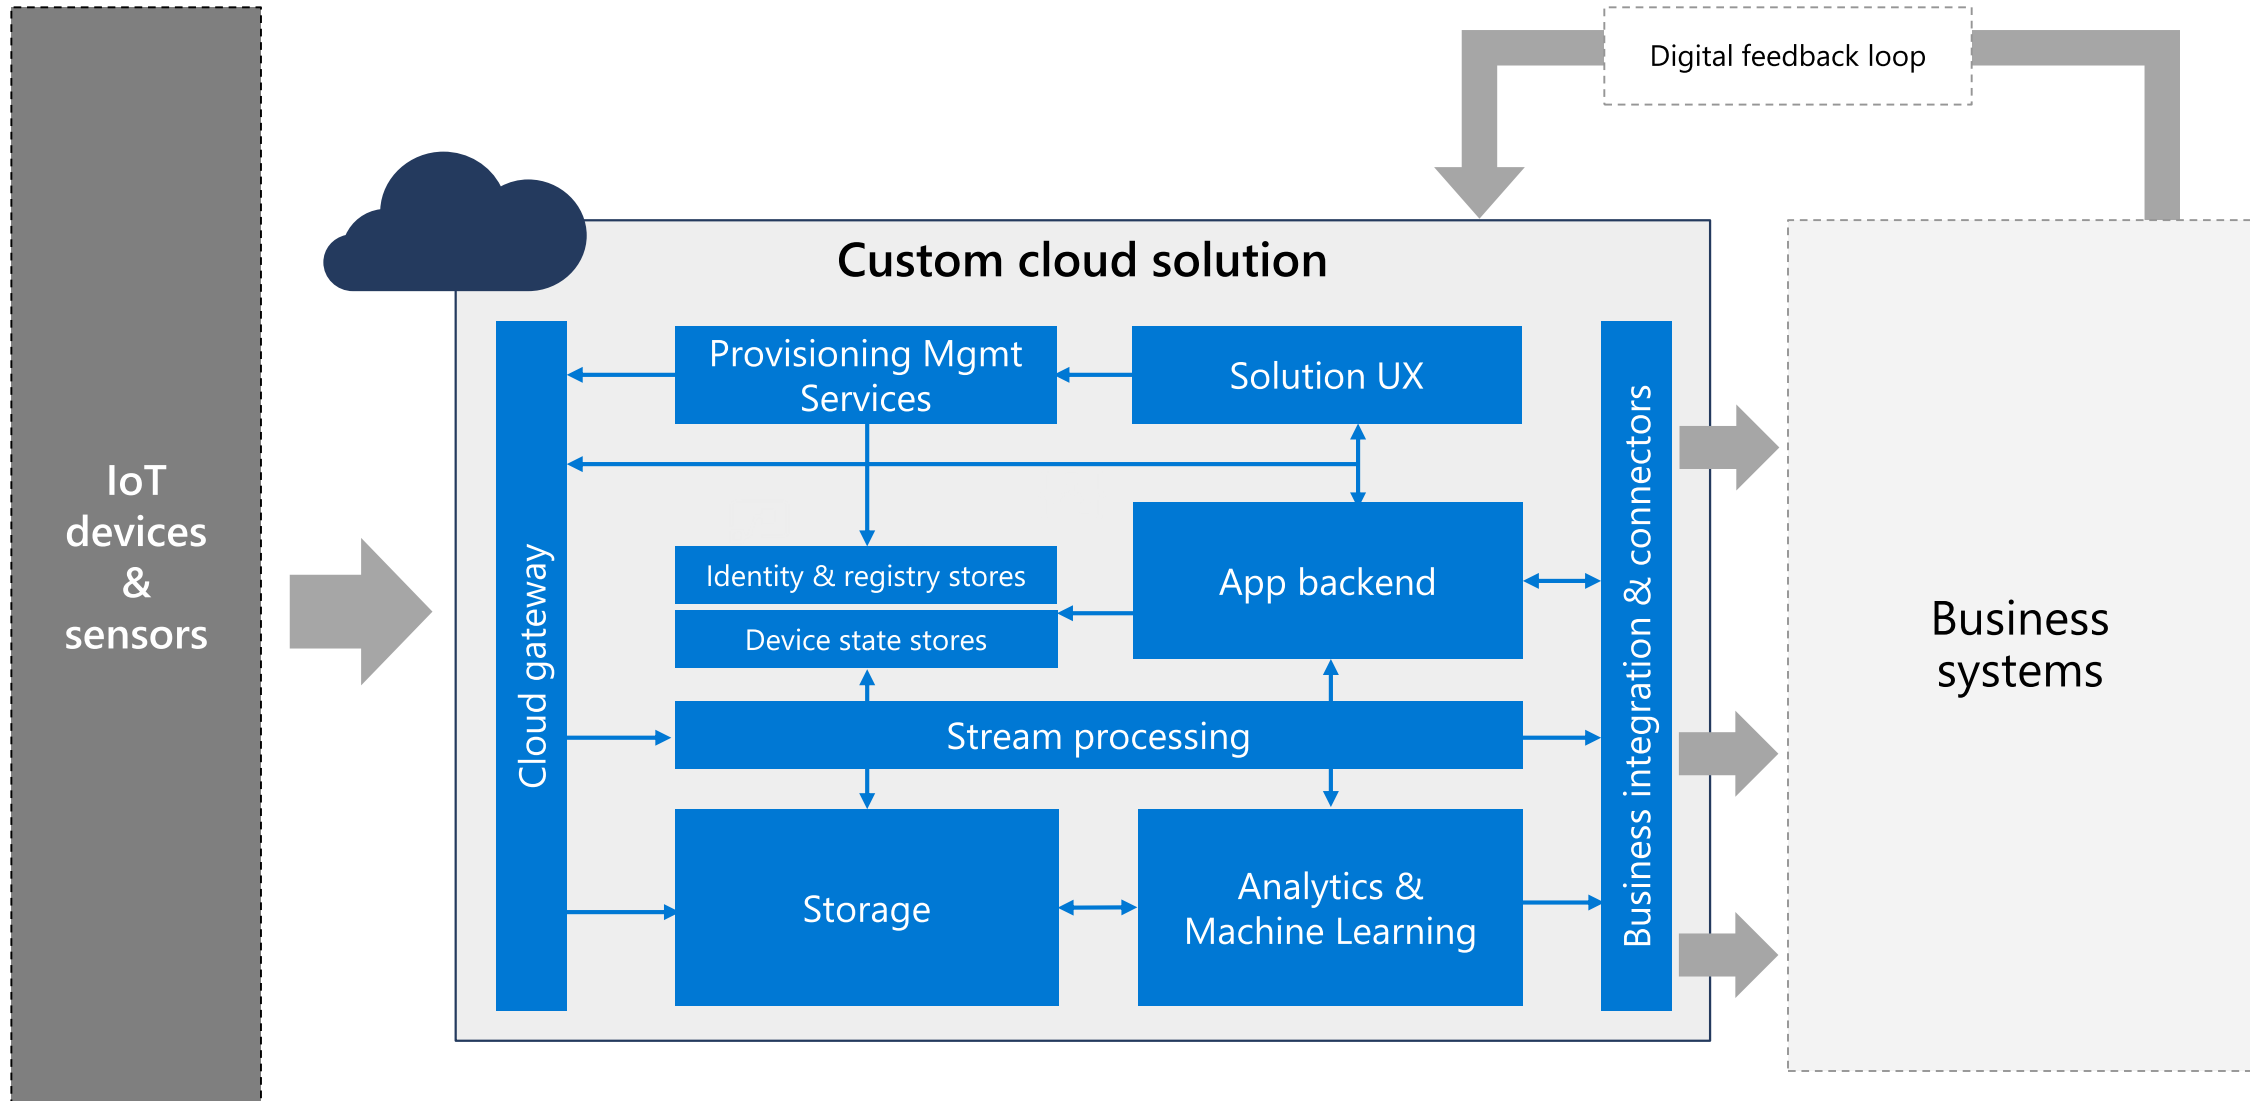 Digital feedback loop
Custom cloud solution
IoT
devices
&
sensors
Cloud gateway
Provisioning Mgmt
Services
Solution UX
Identity & registry stores
Device state stores
App backend
Stream processing
Storage
Analytics &
Machine Learning
Business integration & connectors
Business
systems